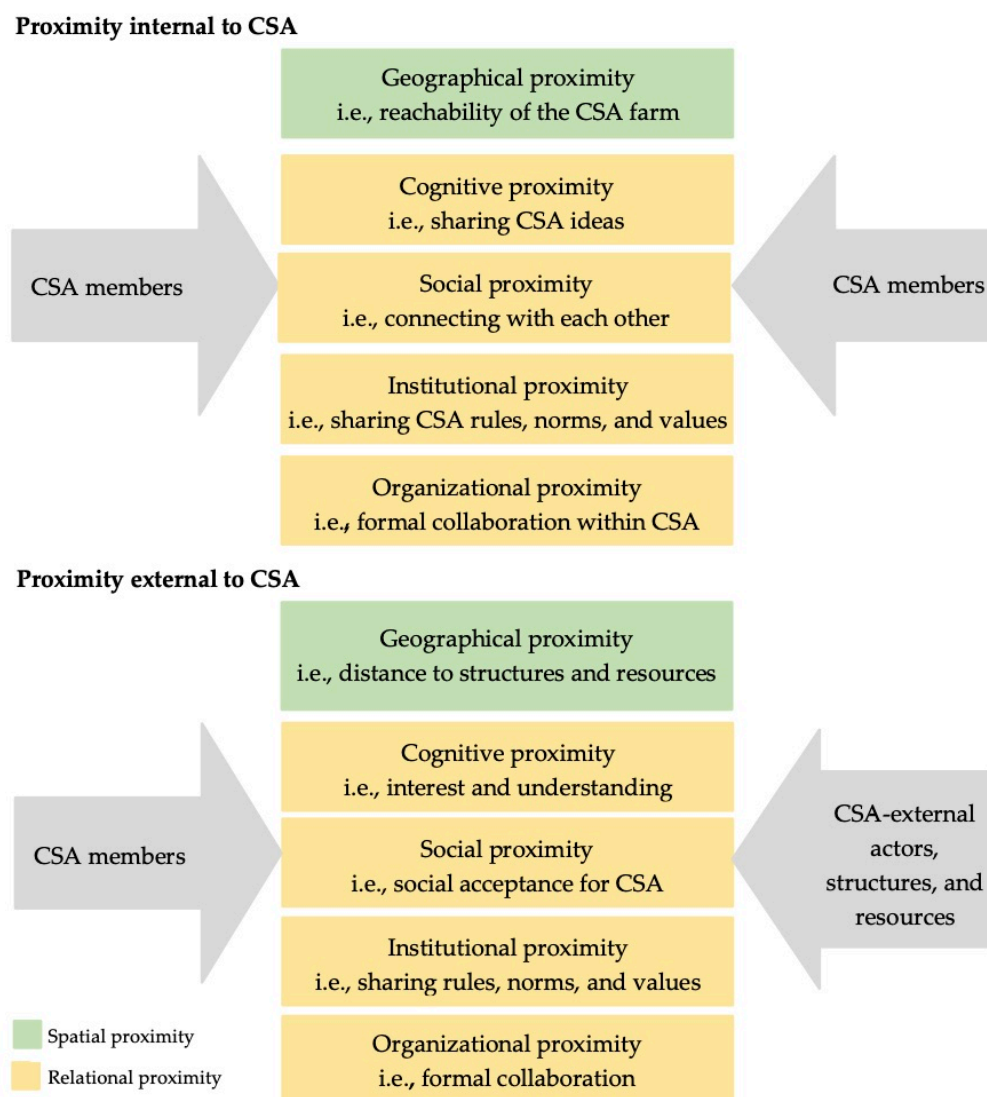 Proximity internal to CSA
Geographical proximity
i.e., reachability of the CSA farm
Cognitive proximity
i.e., sharing CSA ideas
CSA members
Social proximity
i.e., connecting with each other
CSA members
Institutional proximity
i.e., sharing CSA rules, norms, and values
Organizational proximity
i.e., formal collaboration within CSA
Proximity external to CSA
Geographical proximity
i.e., distance to structures and resources
Cognitive proximity
i.e., interest and understanding
CSA members
Social proximity
i.e., social acceptance for CSA
CSA-external
actors,
structures, and
resources
Institutional proximity
i.e., sharing rules, norms, and values
Organizational proximity
i.e., formal collaboration
Spatial proximity
Relational proximity